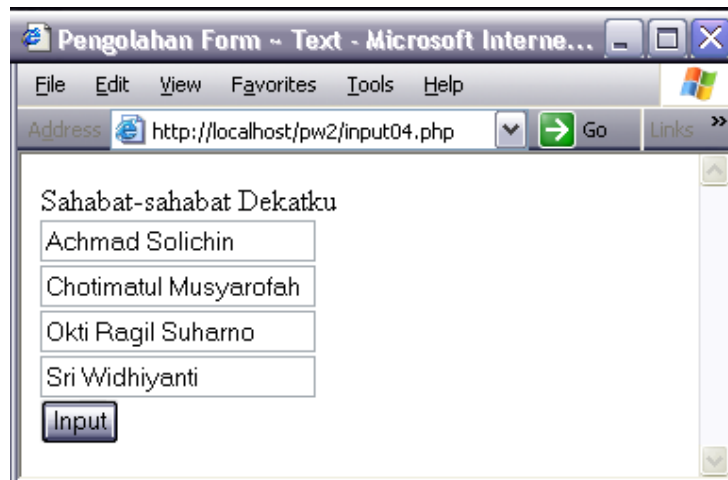 Pengolahan Form ~ Text - Microsoft Interne...
File Edit View Favorites Tools Help
Address http://localhost/pw2/input04.php Go Links »
Sahabat-sahabat Dekatku
Achmad Solichin
Chotimatul Musyarofah
Okti Ragil Suharno
Sri Widhiyanti
Input